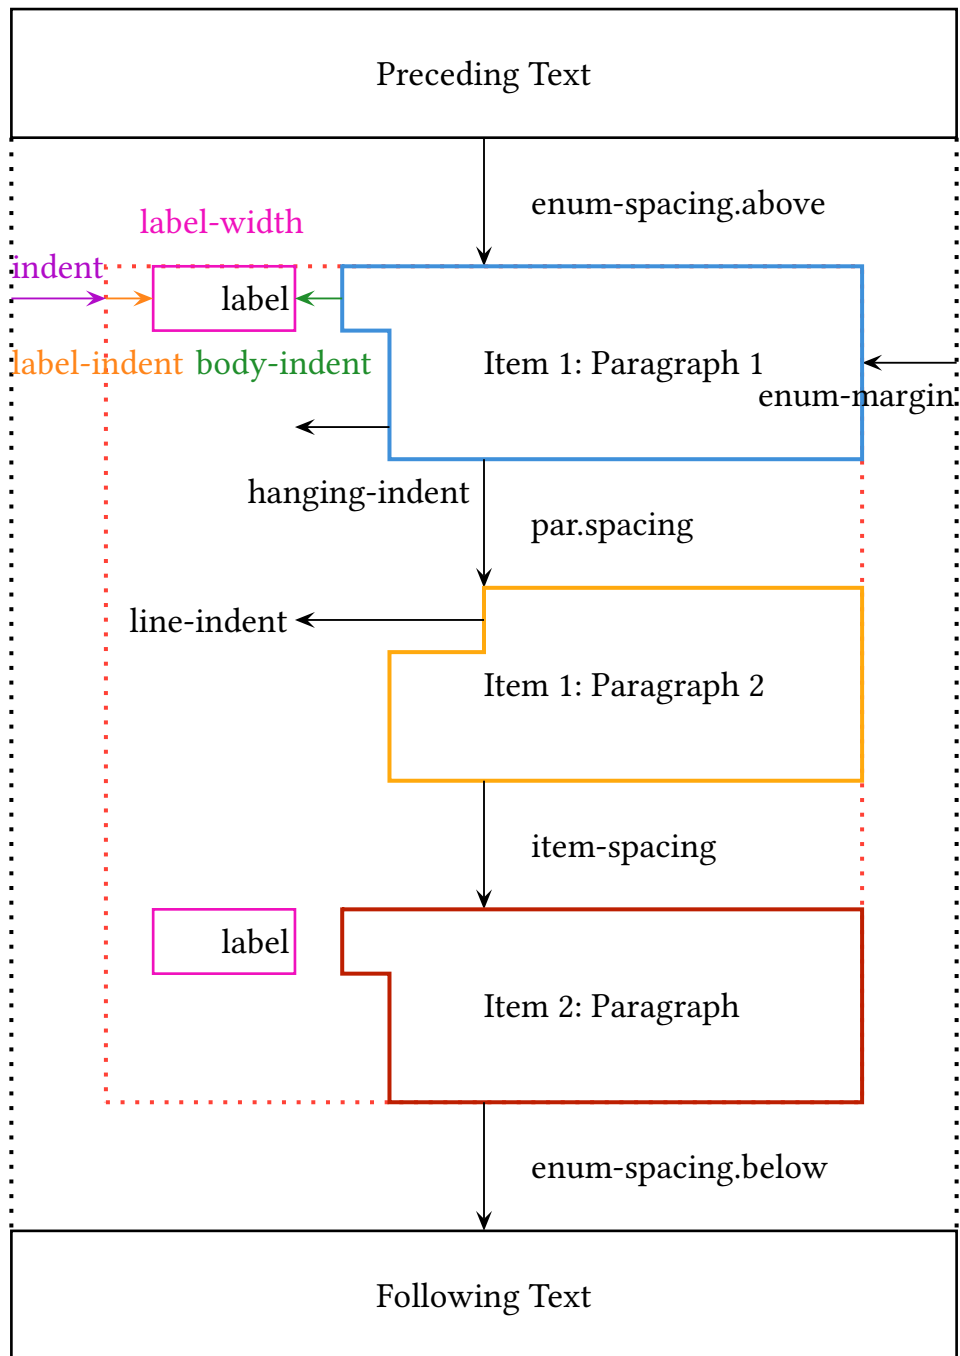 Preceding Text
enum-spacing.above
label-width
indent
label
label-indent
body-indent
Item 1: Paragraph 1
enum-margin
hanging-indent
par.spacing
line-indent
Item 1: Paragraph 2
item-spacing
label
Item 2: Paragraph
enum-spacing.below
Following Text